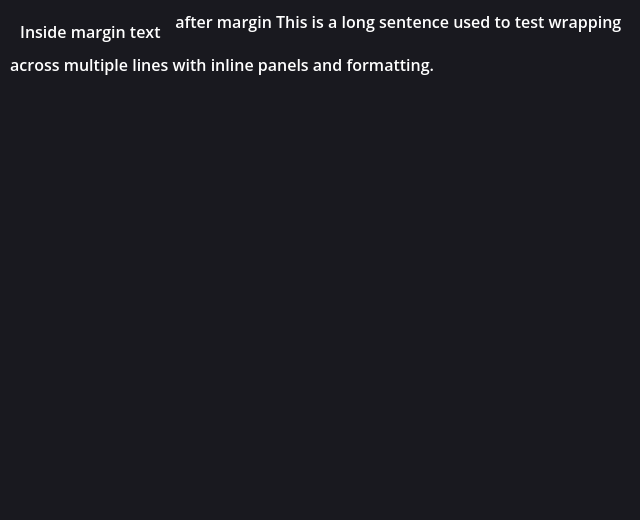 Inside margin text after margin This is a long sentence used to test wrapping
across multiple lines with inline panels and formatting.